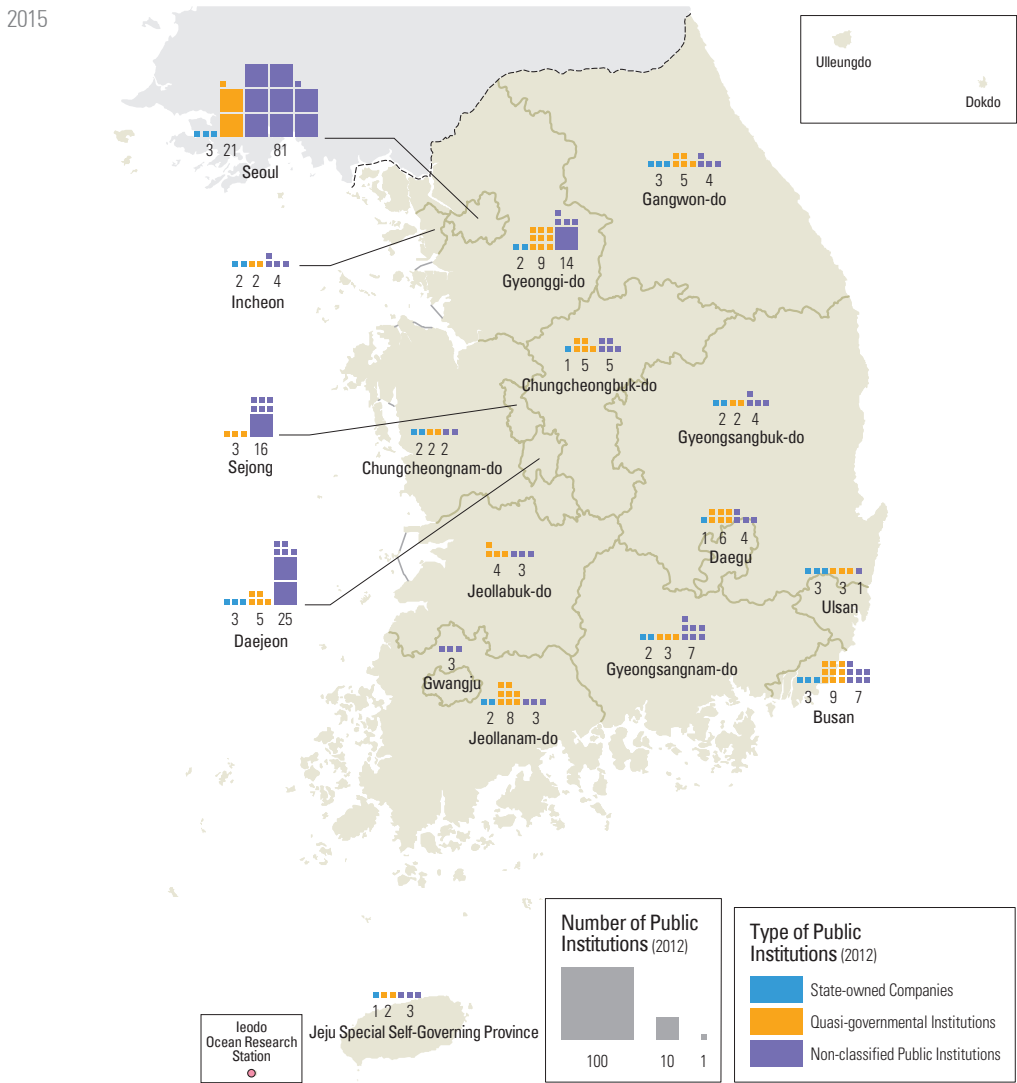 2015
Ulleungdo
Dokdo
3 21 81
Seoul
3 5 4
Gangwon-do
2 9 14
Gyeonggi-do
2 2 4
Incheon
1 5 5
Chungcheongbuk-do
2 2 4
Gyeongsangbuk-do
3 16
Sejong
2 2 2
Chungcheongnam-do
1 6 4
Daegu
4 3
Jeollabuk-do
3 3 1
Ulsan
3 5 25
Daejeon
2 3 7
Gyeongsangnam-do
3
Gwangju
3 9 7
Busan
2 8 3
Jeollanam-do
1 2 3
Jeju Special Self-Governing Province
Ieodo
Ocean Research
Station
Number of Public
Institutions (2012)
100 10 1
Type of Public
Institutions (2012)
State-owned Companies
Quasi-governmental Institutions
Non-classified Public Institutions